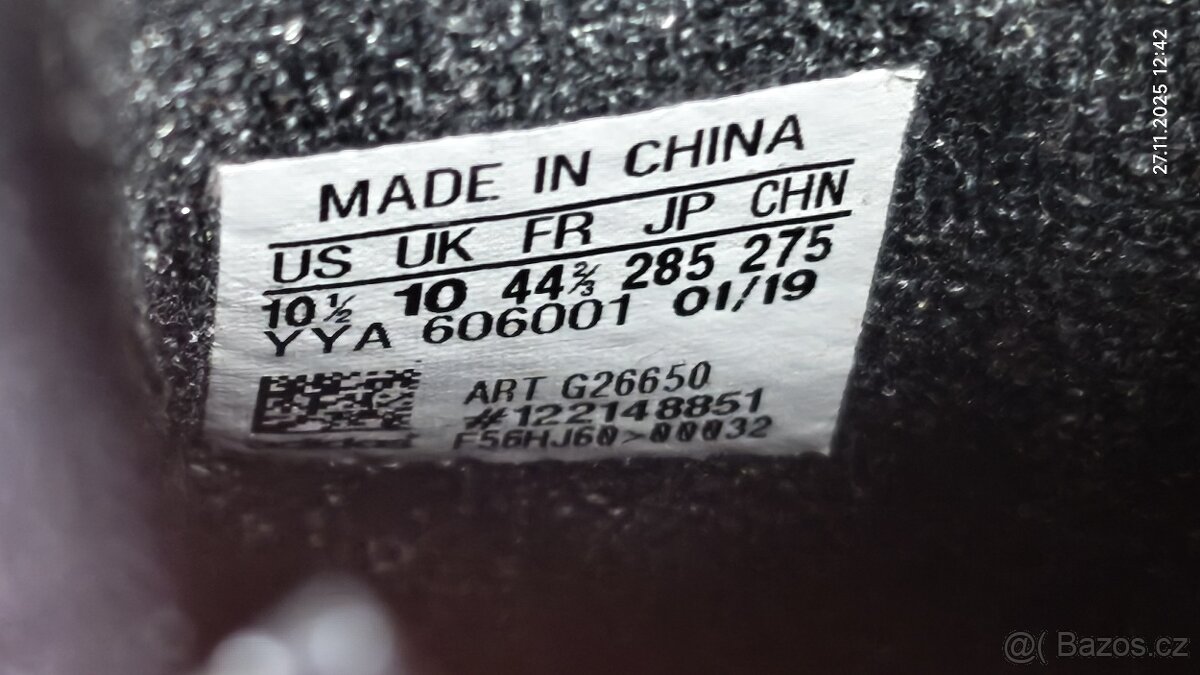 MADE IN CHINA
US UK FR JP CHN
10½ 10 44⅔ 285 275
YYA 606001 01/19
ART G26650
#122148851
F56HJ60>00032
27.11.2025 12:42
@( Bazos.cz